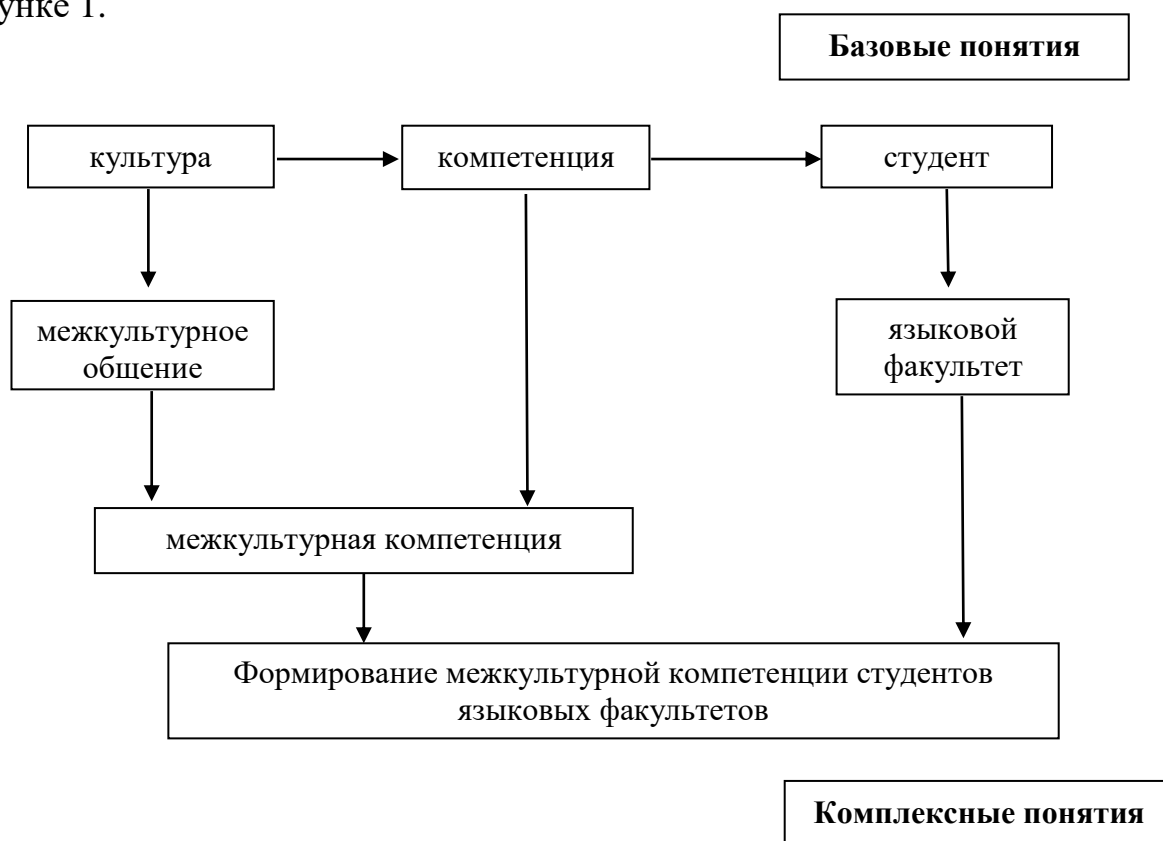 унке 1.
Базовые понятия
культура
компетенция
студент
межкультурное
общение
языковой
факультет
межкультурная компетенция
Формирование межкультурной компетенции студентов
языковых факультетов
Комплексные понятия